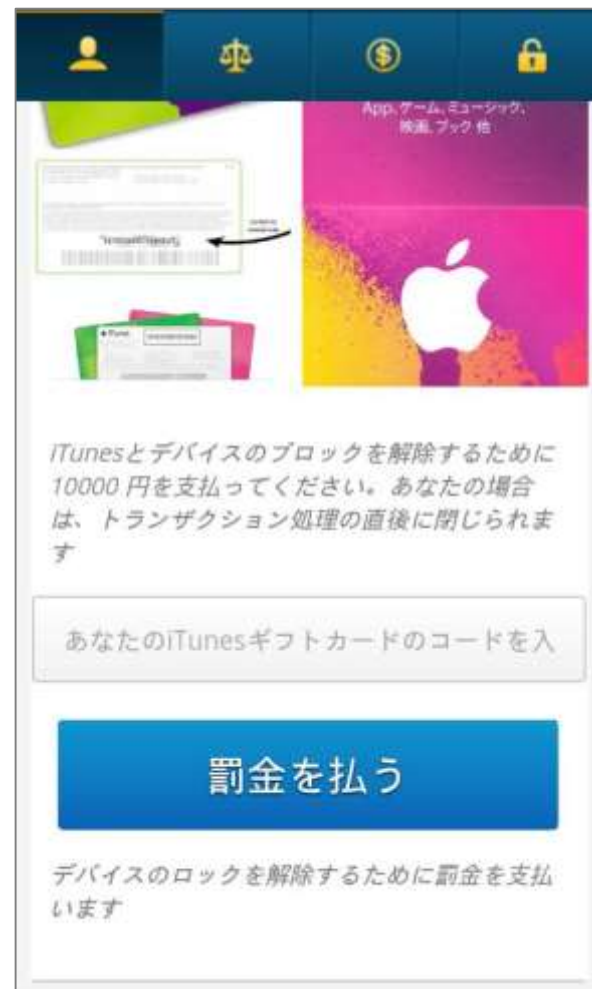 App、ゲーム、ミュージック、
映画、ブック 他
iTunesとデバイスのブロックを解除するために
10000 円を支払ってください。あなたの場合
は、トランザクション処理の直後に閉じられま
す
あなたのiTunesギフトカードのコードを入
罰金を払う
デバイスのロックを解除するために罰金を支払
います